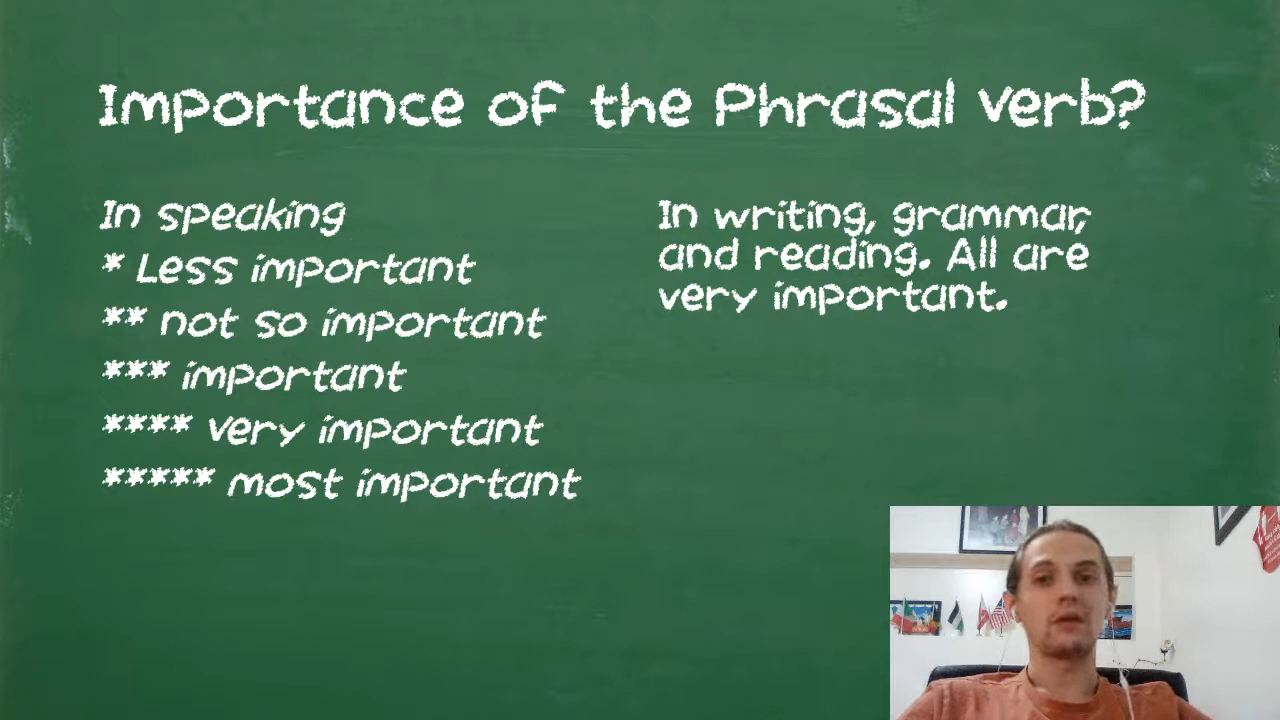 Importance of the Phrasal verb?
In speaking
* Less important
** not so important
*** important
**** very important
***** most important
In writing, grammar,
and reading. All are
very important.